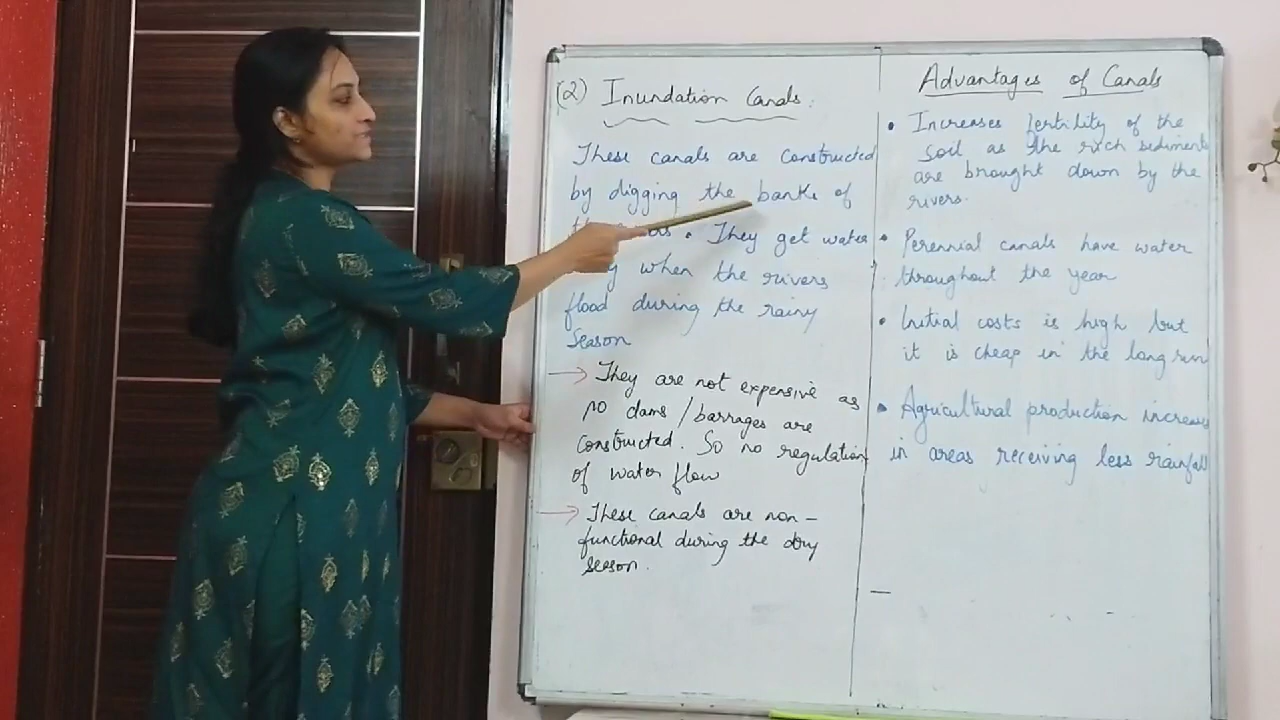 (2) Inundation Canals:
These canals are constructed
by digging the banks of
. They get water
when the rivers
flood during the rainy
season
→ They are not expensive as
no dams/barrages are
constructed. So no regulation
of water flow
→ These canals are non-
functional during the dry
season.
Advantages of Canals
• Increases fertility of the
soil as the rich sediments
are brought down by the
rivers.
• Perennial canals have water
throughout the year
• Initial costs is high but
it is cheap in the long run
• Agricultural production increases
in areas receiving less rainfall